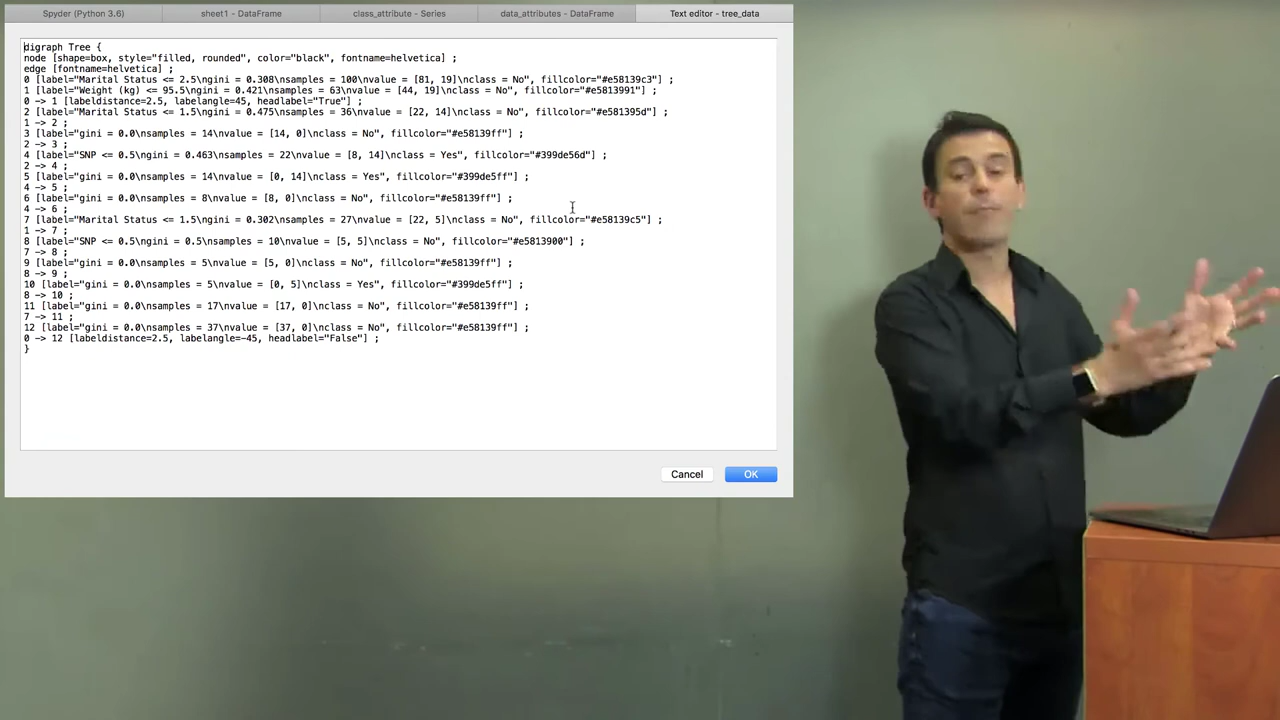 Spyder (Python 3.6) sheet1 - DataFrame class_attribute - Series data_attributes - DataFrame Text editor - tree_data
digraph Tree {
node [shape=box, style="filled, rounded", color="black", fontname=helvetica] ;
edge [fontname=helvetica] ;
0 [label="Marital Status <= 2.5\ngini = 0.308\nsamples = 100\nvalue = [81, 19]\nclass = No", fillcolor="#e58139c3"] ;
1 [label="Weight (kg) <= 95.5\ngini = 0.421\nsamples = 63\nvalue = [44, 19]\nclass = No", fillcolor="#e5813991"] ;
0 -> 1 [labeldistance=2.5, labelangle=45, headlabel="True"] ;
2 [label="Marital Status <= 1.5\ngini = 0.475\nsamples = 36\nvalue = [22, 14]\nclass = No", fillcolor="#e581395d"] ;
1 -> 2 ;
3 [label="gini = 0.0\nsamples = 14\nvalue = [14, 0]\nclass = No", fillcolor="#e58139ff"] ;
2 -> 3 ;
4 [label="SNP <= 0.5\ngini = 0.463\nsamples = 22\nvalue = [8, 14]\nclass = Yes", fillcolor="#399de56d"] ;
2 -> 4 ;
5 [label="gini = 0.0\nsamples = 14\nvalue = [0, 14]\nclass = Yes", fillcolor="#399de5ff"] ;
4 -> 5 ;
6 [label="gini = 0.0\nsamples = 8\nvalue = [8, 0]\nclass = No", fillcolor="#e58139ff"] ;
4 -> 6 ;
7 [label="Marital Status <= 1.5\ngini = 0.302\nsamples = 27\nvalue = [22, 5]\nclass = No", fillcolor="#e58139c5"] ;
1 -> 7 ;
8 [label="SNP <= 0.5\ngini = 0.5\nsamples = 10\nvalue = [5, 5]\nclass = No", fillcolor="#e5813900"] ;
7 -> 8 ;
9 [label="gini = 0.0\nsamples = 5\nvalue = [5, 0]\nclass = No", fillcolor="#e58139ff"] ;
8 -> 9 ;
10 [label="gini = 0.0\nsamples = 5\nvalue = [0, 5]\nclass = Yes", fillcolor="#399de5ff"] ;
8 -> 10 ;
11 [label="gini = 0.0\nsamples = 17\nvalue = [17, 0]\nclass = No", fillcolor="#e58139ff"] ;
7 -> 11 ;
12 [label="gini = 0.0\nsamples = 37\nvalue = [37, 0]\nclass = No", fillcolor="#e58139ff"] ;
0 -> 12 [labeldistance=2.5, labelangle=-45, headlabel="False"] ;
}
Cancel OK